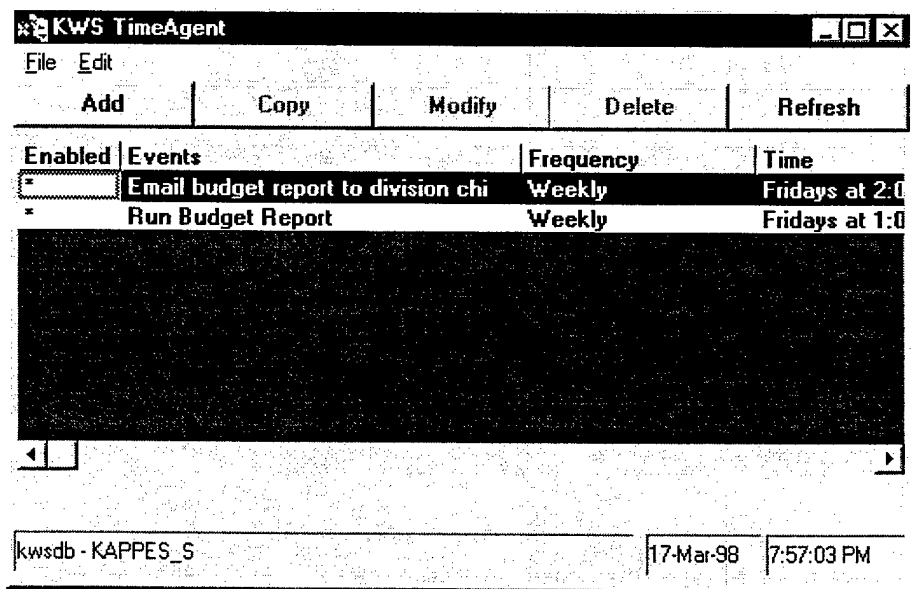 KWS TimeAgent
File Edit
Add Copy Modify Delete Refresh
Enabled Events Frequency Time
* Email budget report to division chi Weekly Fridays at 2:0
* Run Budget Report Weekly Fridays at 1:0
kwsdb - KAPPES_S 17-Mar-98 7:57:03 PM